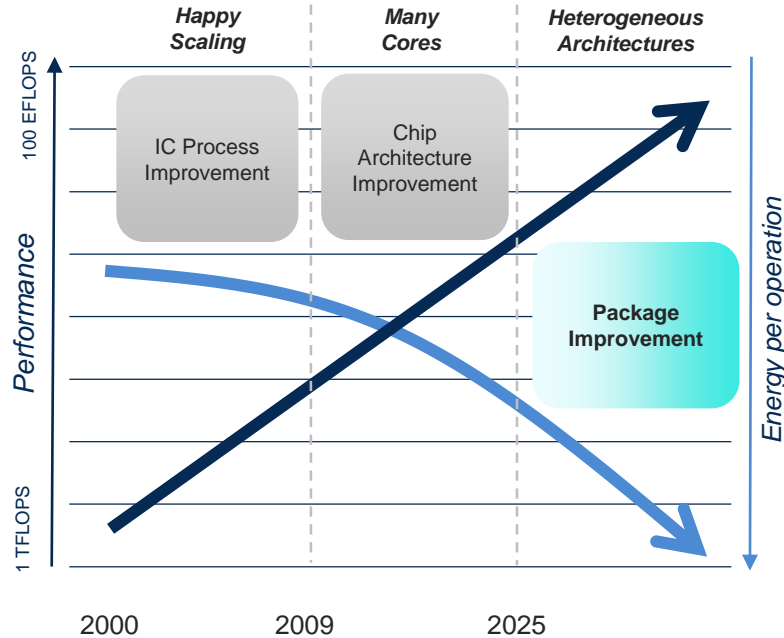 Happy
Scaling
Many
Cores
Heterogeneous
Architectures
100 EFLOPS
IC Process
Improvement
Chip
Architecture
Improvement
Performance
Package
Improvement
Energy per operation
1 TFLOPS
2000
2009
2025